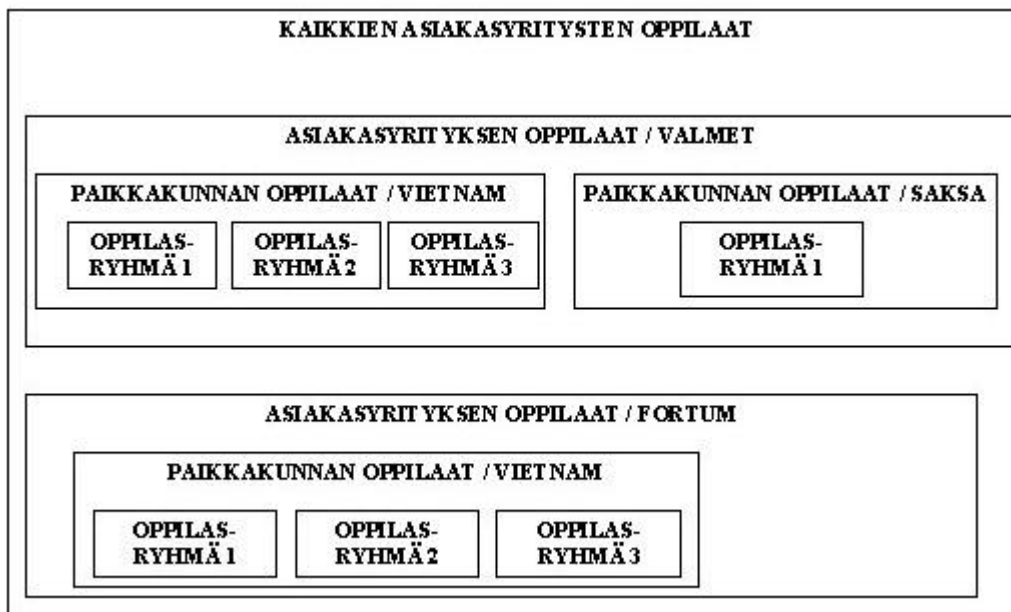 KAIKKIEN ASIAKASYRITYSTEN OPPILAAT
ASIAKASYRITYKSEN OPPILAAT / VALMET
PAIKKAKUNNAN OPPILAAT / VIETNAM
OPPILAS-
RYHMÄ 1
OPPILAS-
RYHMÄ 2
OPPILAS-
RYHMÄ 3
PAIKKAKUNNAN OPPILAAT / SAKSA
OPPILAS-
RYHMÄ 1
ASIAKASYRITYKSEN OPPILAAT / FORTUM
PAIKKAKUNNAN OPPILAAT / VIETNAM
OPPILAS-
RYHMÄ 1
OPPILAS-
RYHMÄ 2
OPPILAS-
RYHMÄ 3